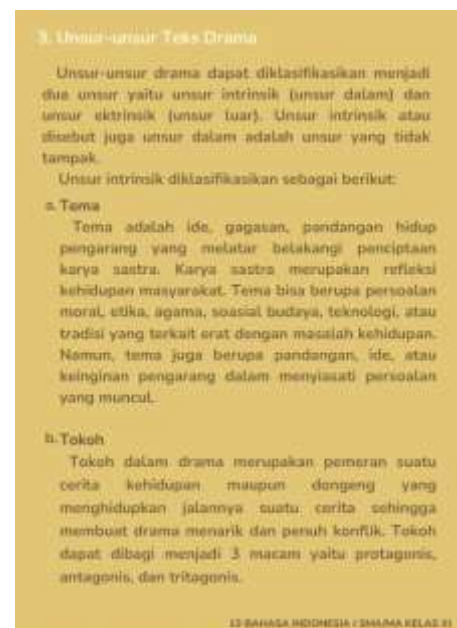 3. Unsur-unsur Teks Drama
Unsur-unsur drama dapat diklasifikasikan menjadi
dua unsur yaitu unsur intrinsik (unsur dalam) dan
unsur ektrinsik (unsur luar). Unsur intrinsik atau
disebut juga unsur dalam adalah unsur yang tidak
tampak.
Unsur intrinsik diklasifikasikan sebagai berikut:
a. Tema
Tema adalah ide, gagasan, pandangan hidup
pengarang yang melatar belakangi penciptaan
karya sastra. Karya sastra merupakan refleksi
kehidupan masyarakat. Tema bisa berupa persoalan
moral, etika, agama, soasial budaya, teknologi, atau
tradisi yang terkait erat dengan masalah kehidupan.
Namun, tema juga berupa pandangan, ide, atau
keinginan pengarang dalam menyiasati persoalan
yang muncul.
b. Tokoh
Tokoh dalam drama merupakan pemeran suatu
cerita kehidupan maupun dongeng yang
menghidupkan jalannya suatu cerita sehingga
membuat drama menarik dan penuh konflik. Tokoh
dapat dibagi menjadi 3 macam yaitu protagonis,
antagonis, dan tritagonis.
12 BAHASA INDONESIA / SMA/MA KELAS XI